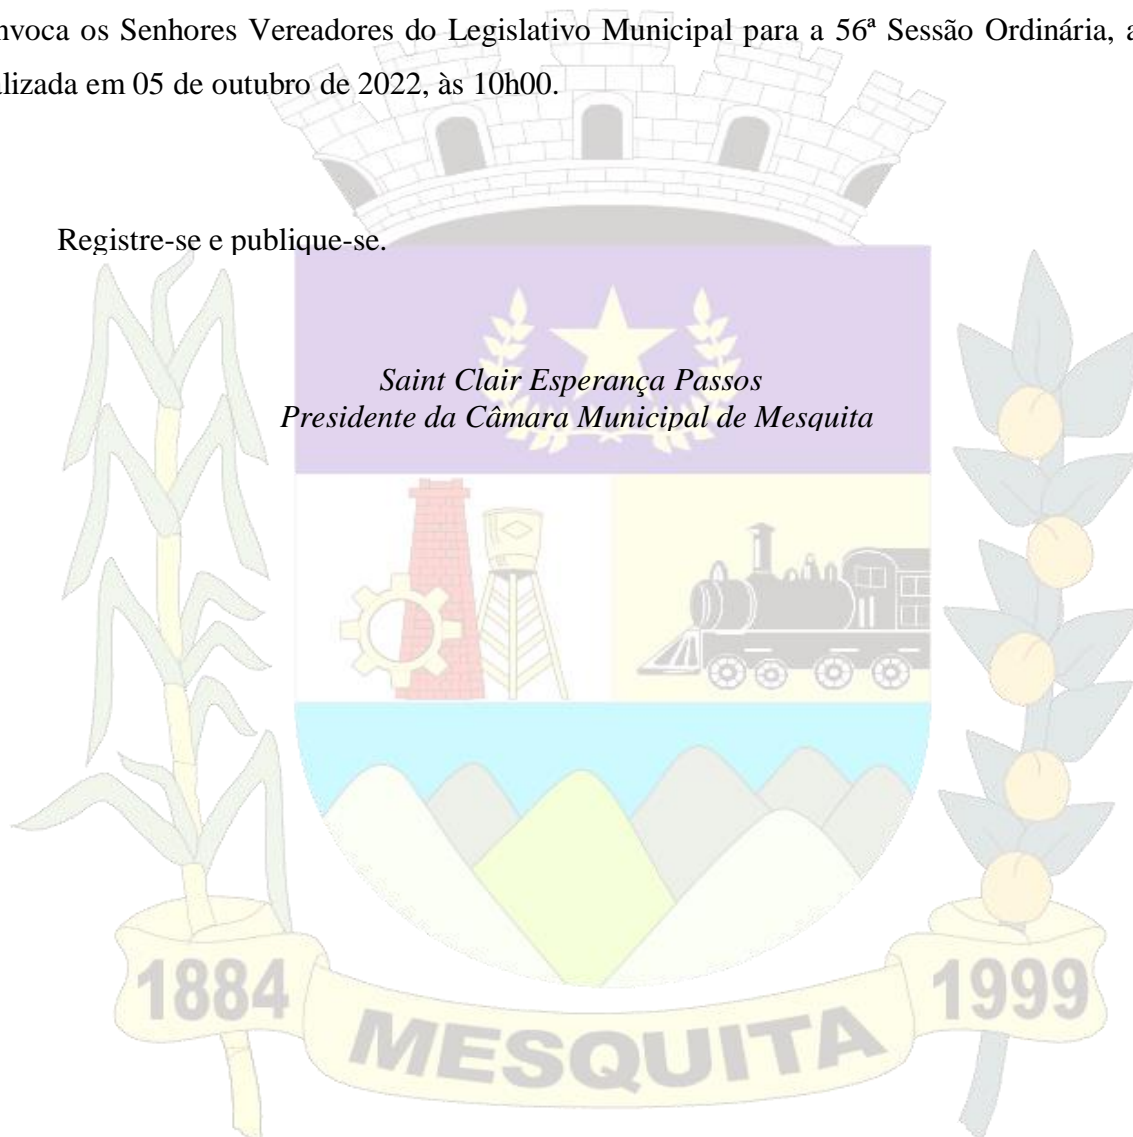 nvoca os Senhores Vereadores do Legislativo Municipal para a 56ª Sessão Ordinária, a
alizada em 05 de outubro de 2022, às 10h00.
Registre-se e publique-se.
Saint Clair Esperança Passos
Presidente da Câmara Municipal de Mesquita
1884
MESQUITA
1999